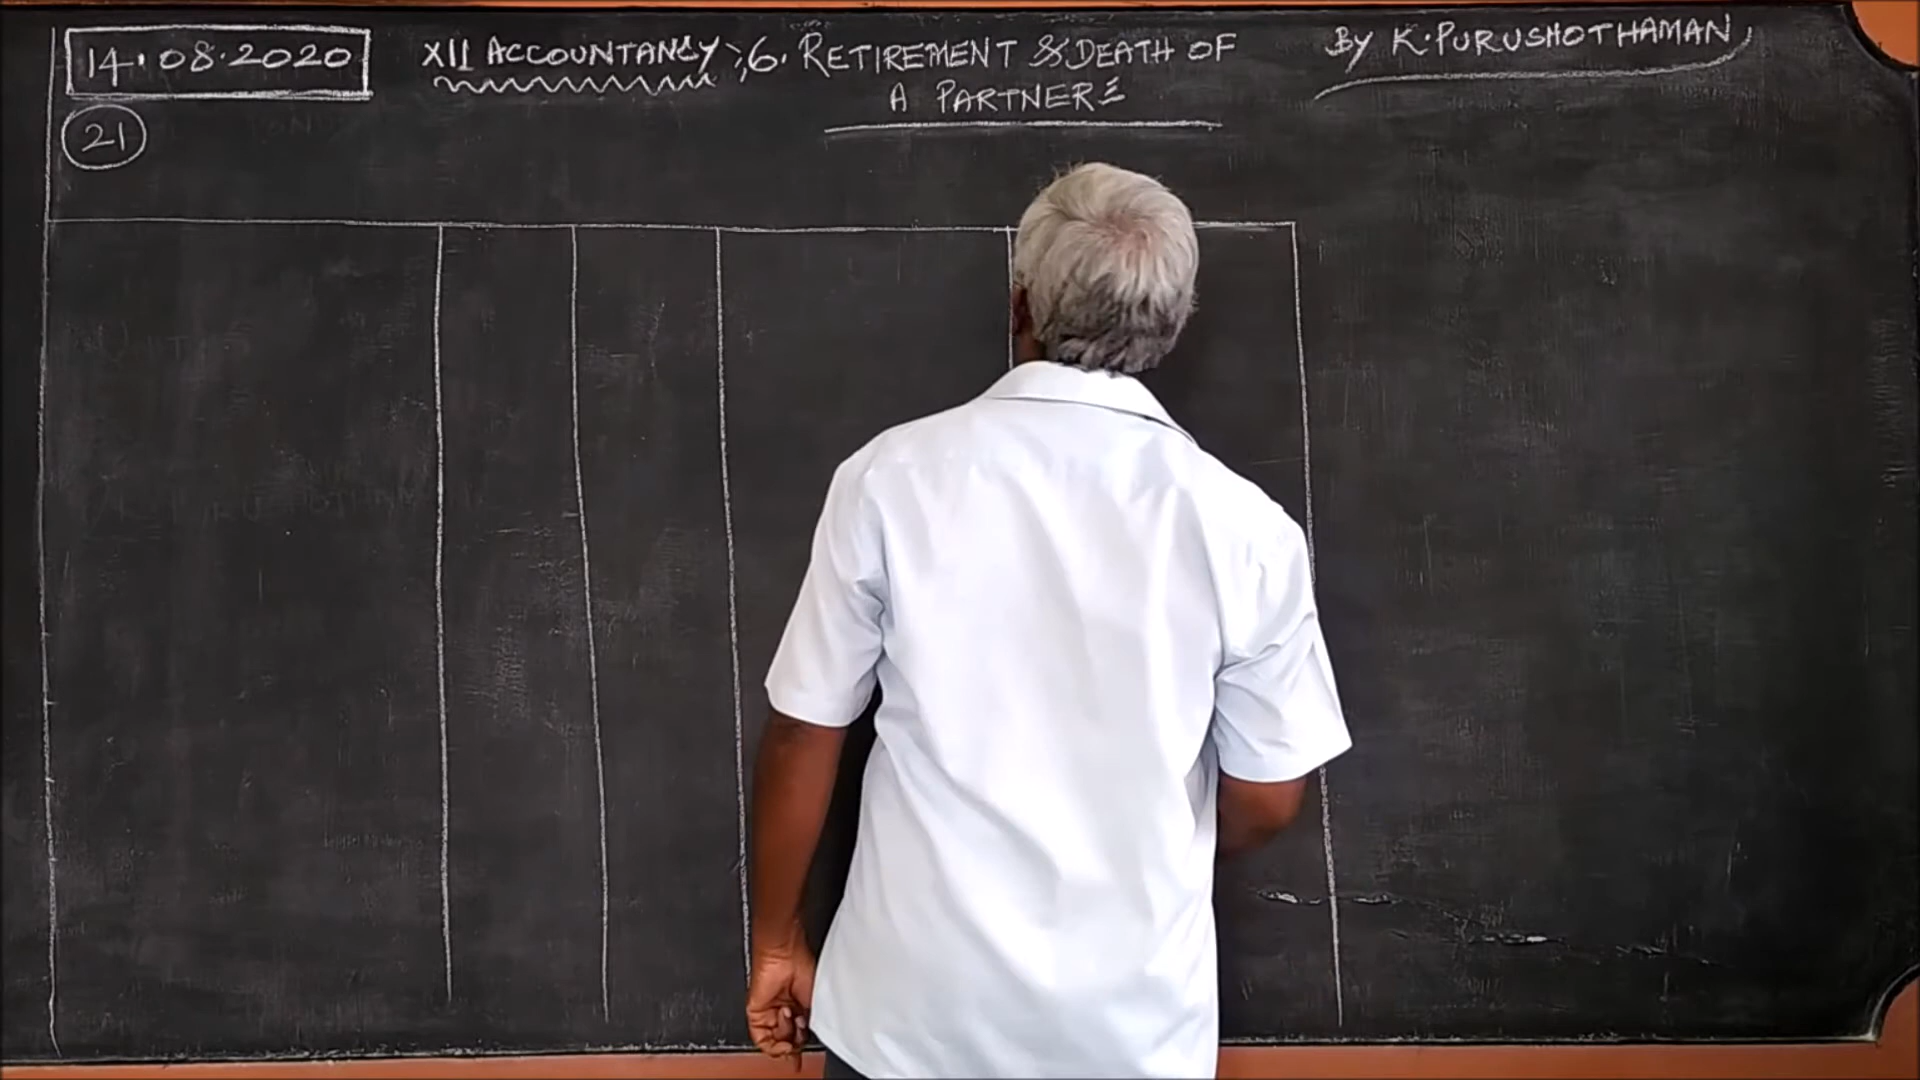 14.08.2020
XII ACCOUNTANCY :, 6. RETIREMENT & DEATH OF
A PARTNER
By K. PURUSHOTHAMAN,
21